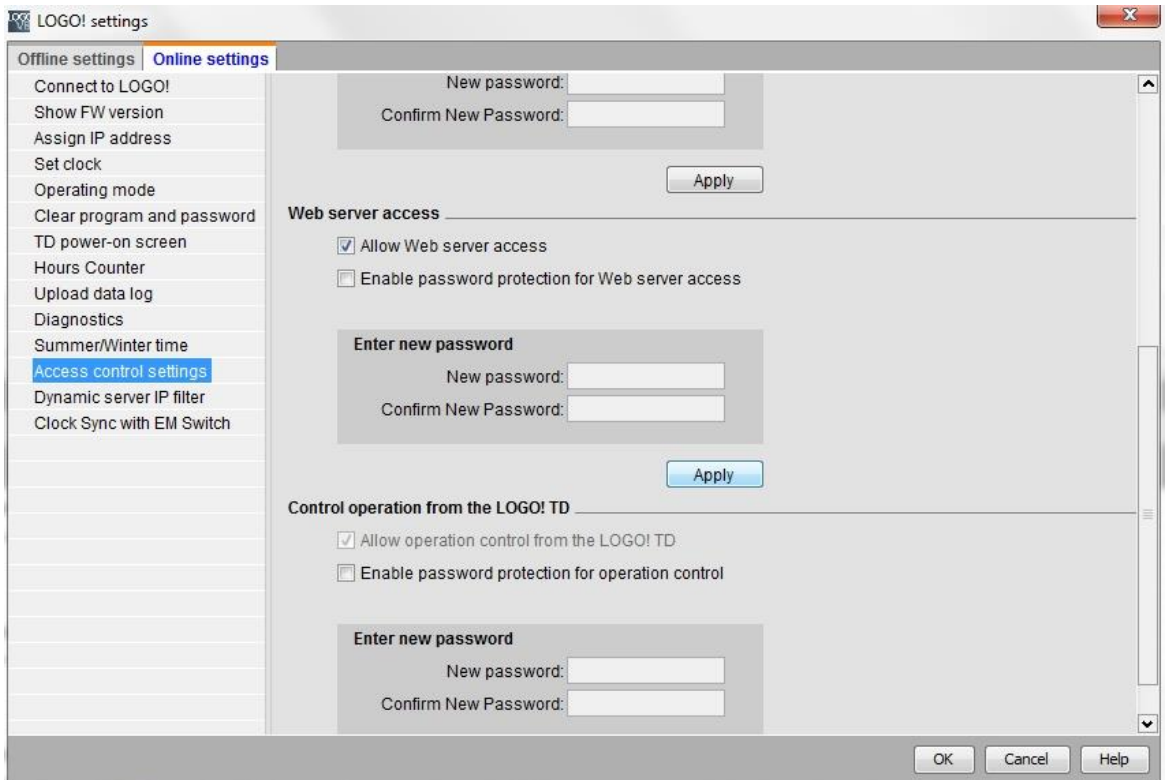 LOGO! settings
Offline settings Online settings
Connect to LOGO!
Show FW version
Assign IP address
Set clock
Operating mode
Clear program and password
TD power-on screen
Hours Counter
Upload data log
Diagnostics
Summer/Winter time
Access control settings
Dynamic server IP filter
Clock Sync with EM Switch
New password:
Confirm New Password:
Apply
Web server access
Allow Web server access
Enable password protection for Web server access
Enter new password
New password:
Confirm New Password:
Apply
Control operation from the LOGO! TD
Allow operation control from the LOGO! TD
Enable password protection for operation control
Enter new password
New password:
Confirm New Password:
OK Cancel Help